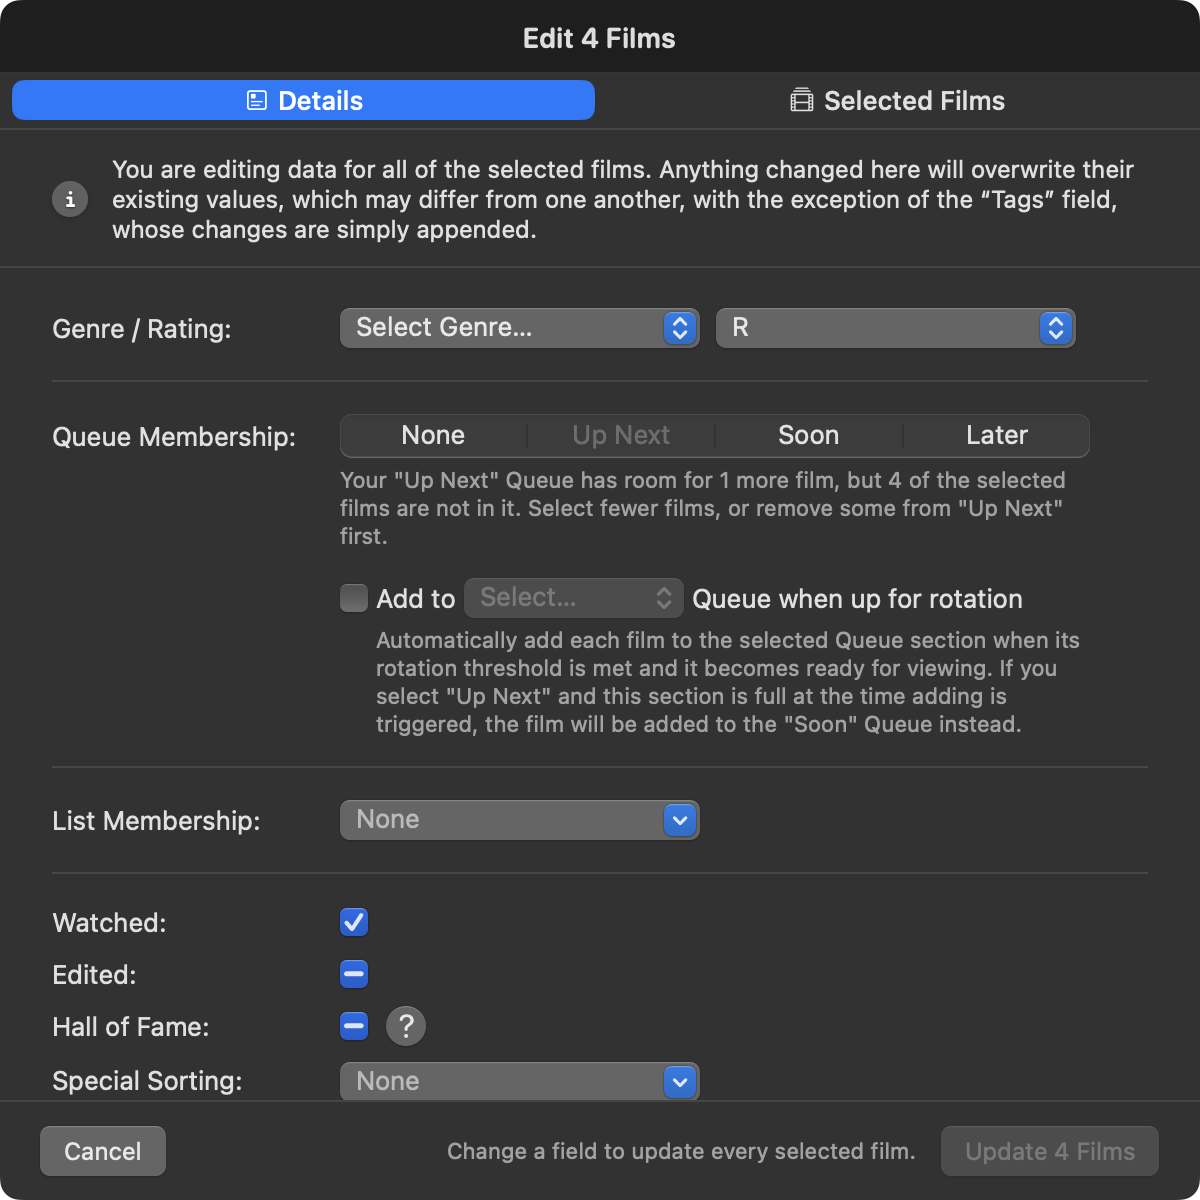 Edit 4 Films
Details
Selected Films
You are editing data for all of the selected films. Anything changed here will overwrite their
existing values, which may differ from one another, with the exception of the “Tags” field,
whose changes are simply appended.
Genre / Rating:
Select Genre...
R
Queue Membership:
None
Up Next
Soon
Later
Your "Up Next" Queue has room for 1 more film, but 4 of the selected
films are not in it. Select fewer films, or remove some from "Up Next"
first.
Add to
Select...
Queue when up for rotation
Automatically add each film to the selected Queue section when its
rotation threshold is met and it becomes ready for viewing. If you
select "Up Next" and this section is full at the time adding is
triggered, the film will be added to the "Soon" Queue instead.
List Membership:
None
Watched:
Edited:
Hall of Fame:
?
Special Sorting:
None
Cancel
Change a field to update every selected film.
Update 4 Films